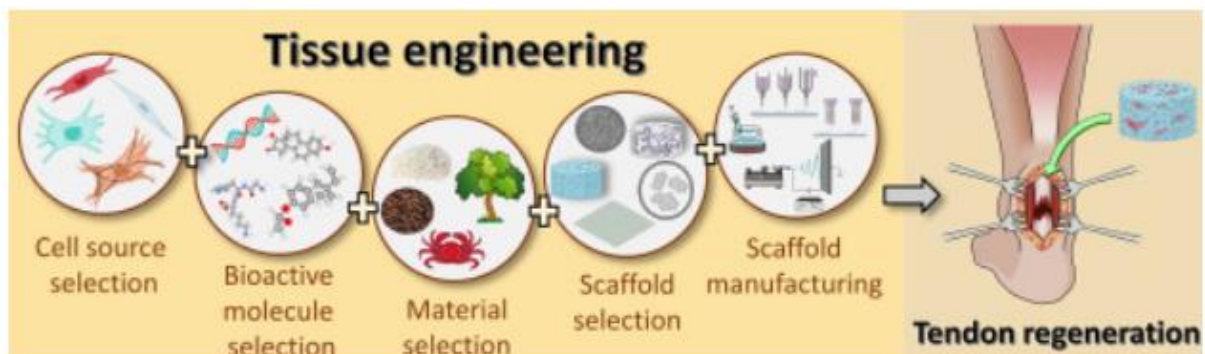 Tissue engineering
Cell source
selection
Bioactive
molecule
selection
Material
selection
Scaffold
selection
Scaffold
manufacturing
Tendon regeneration